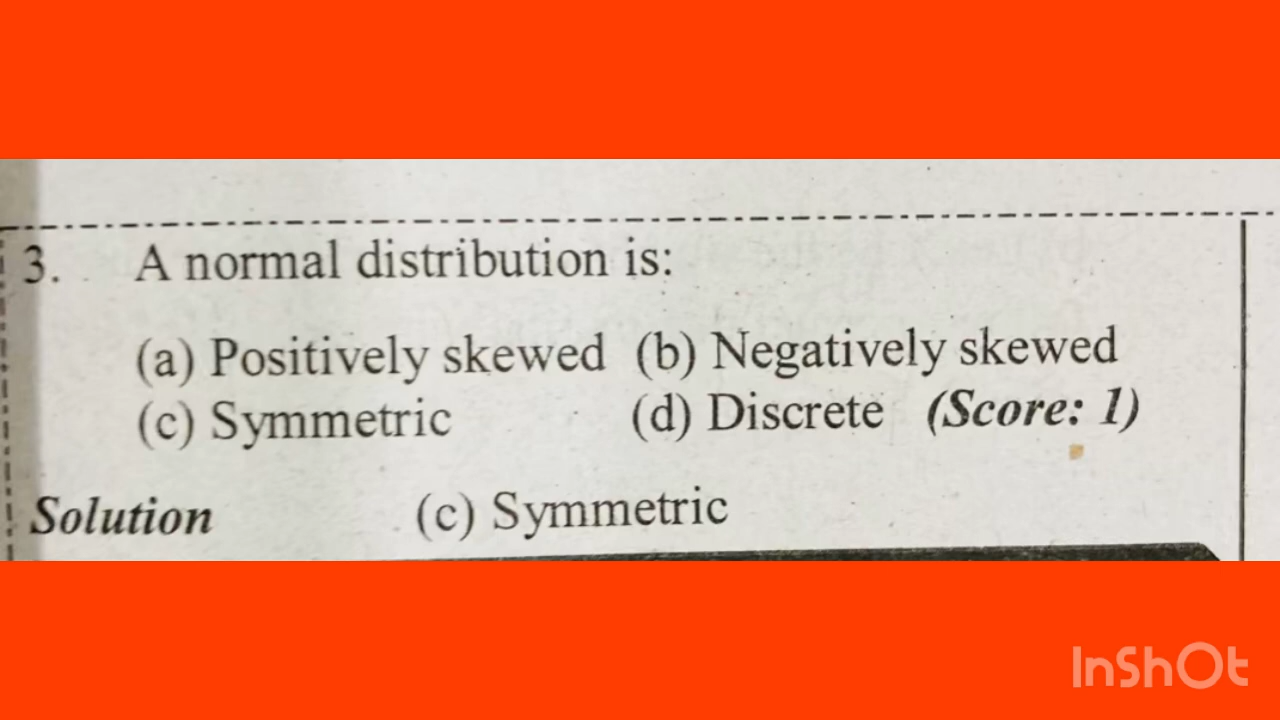 3. A normal distribution is:
(a) Positively skewed (b) Negatively skewed
(c) Symmetric (d) Discrete (Score: 1)
Solution (c) Symmetric
InShOt